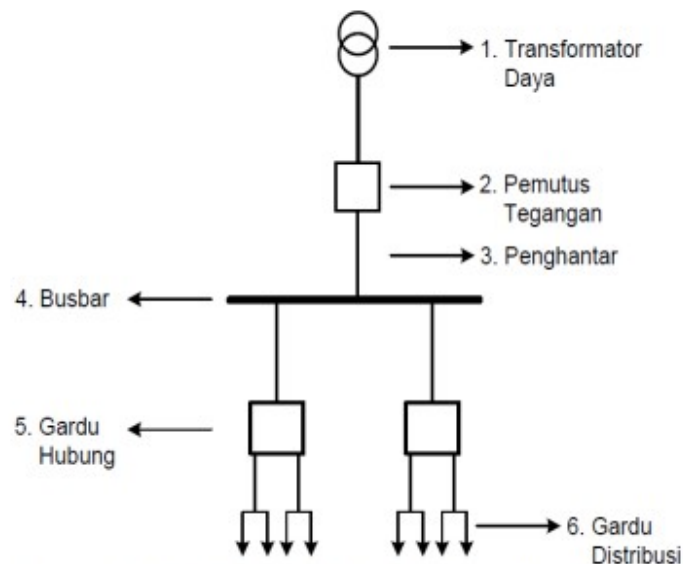 1. Transformator
Daya
2. Pemutus
Tegangan
3. Penghantar
4. Busbar
5. Gardu
Hubung
6. Gardu
Distribusi